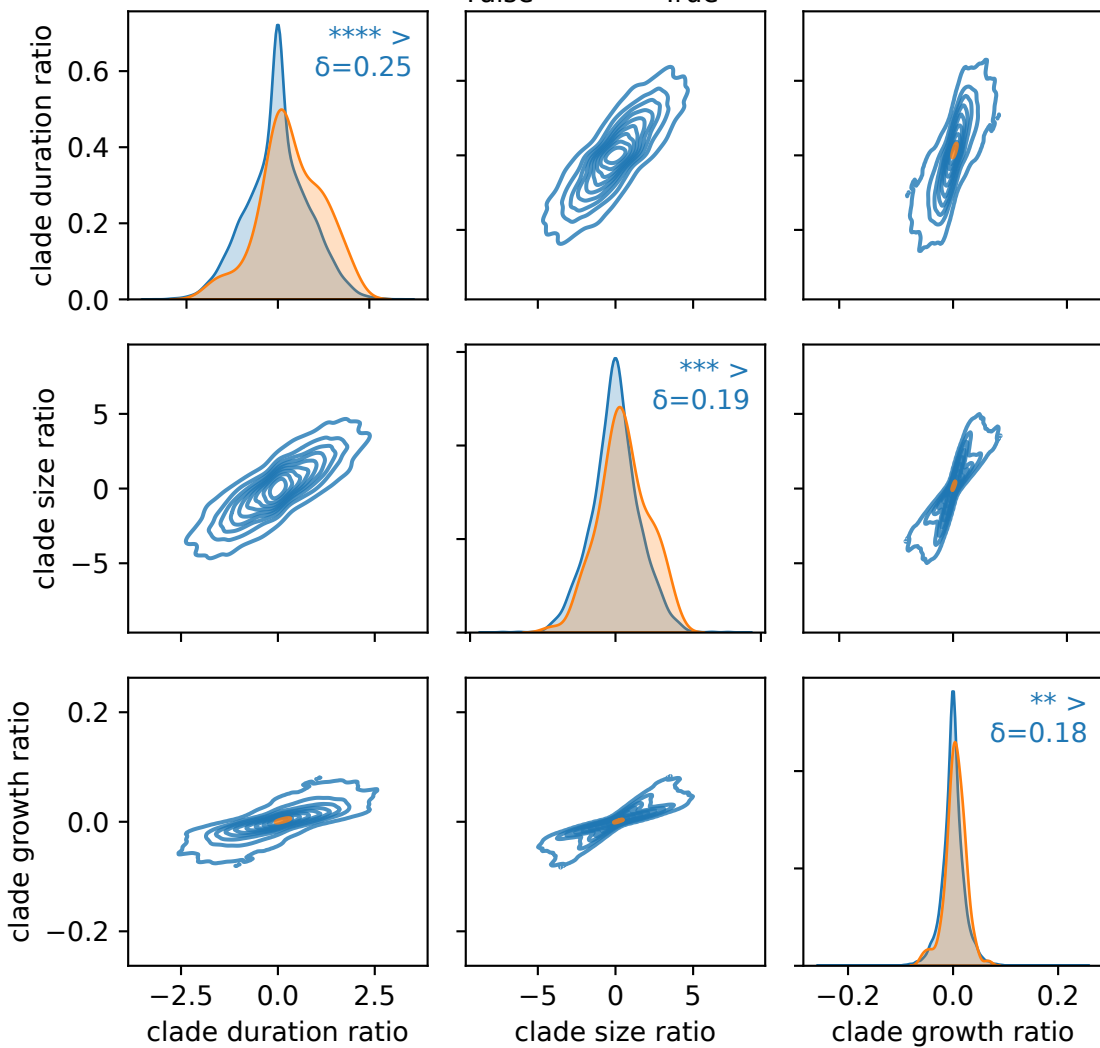 clade duration ratio
0.6
0.4
0.2
0.0
**** >
δ=0.25
clade size ratio
5
0
−5
*** >
δ=0.19
clade growth ratio
0.2
0.0
−0.2
** >
δ=0.18
−2.5 0.0 2.5
−5 0 5
−0.2 0.0 0.2
clade duration ratio
clade size ratio
clade growth ratio